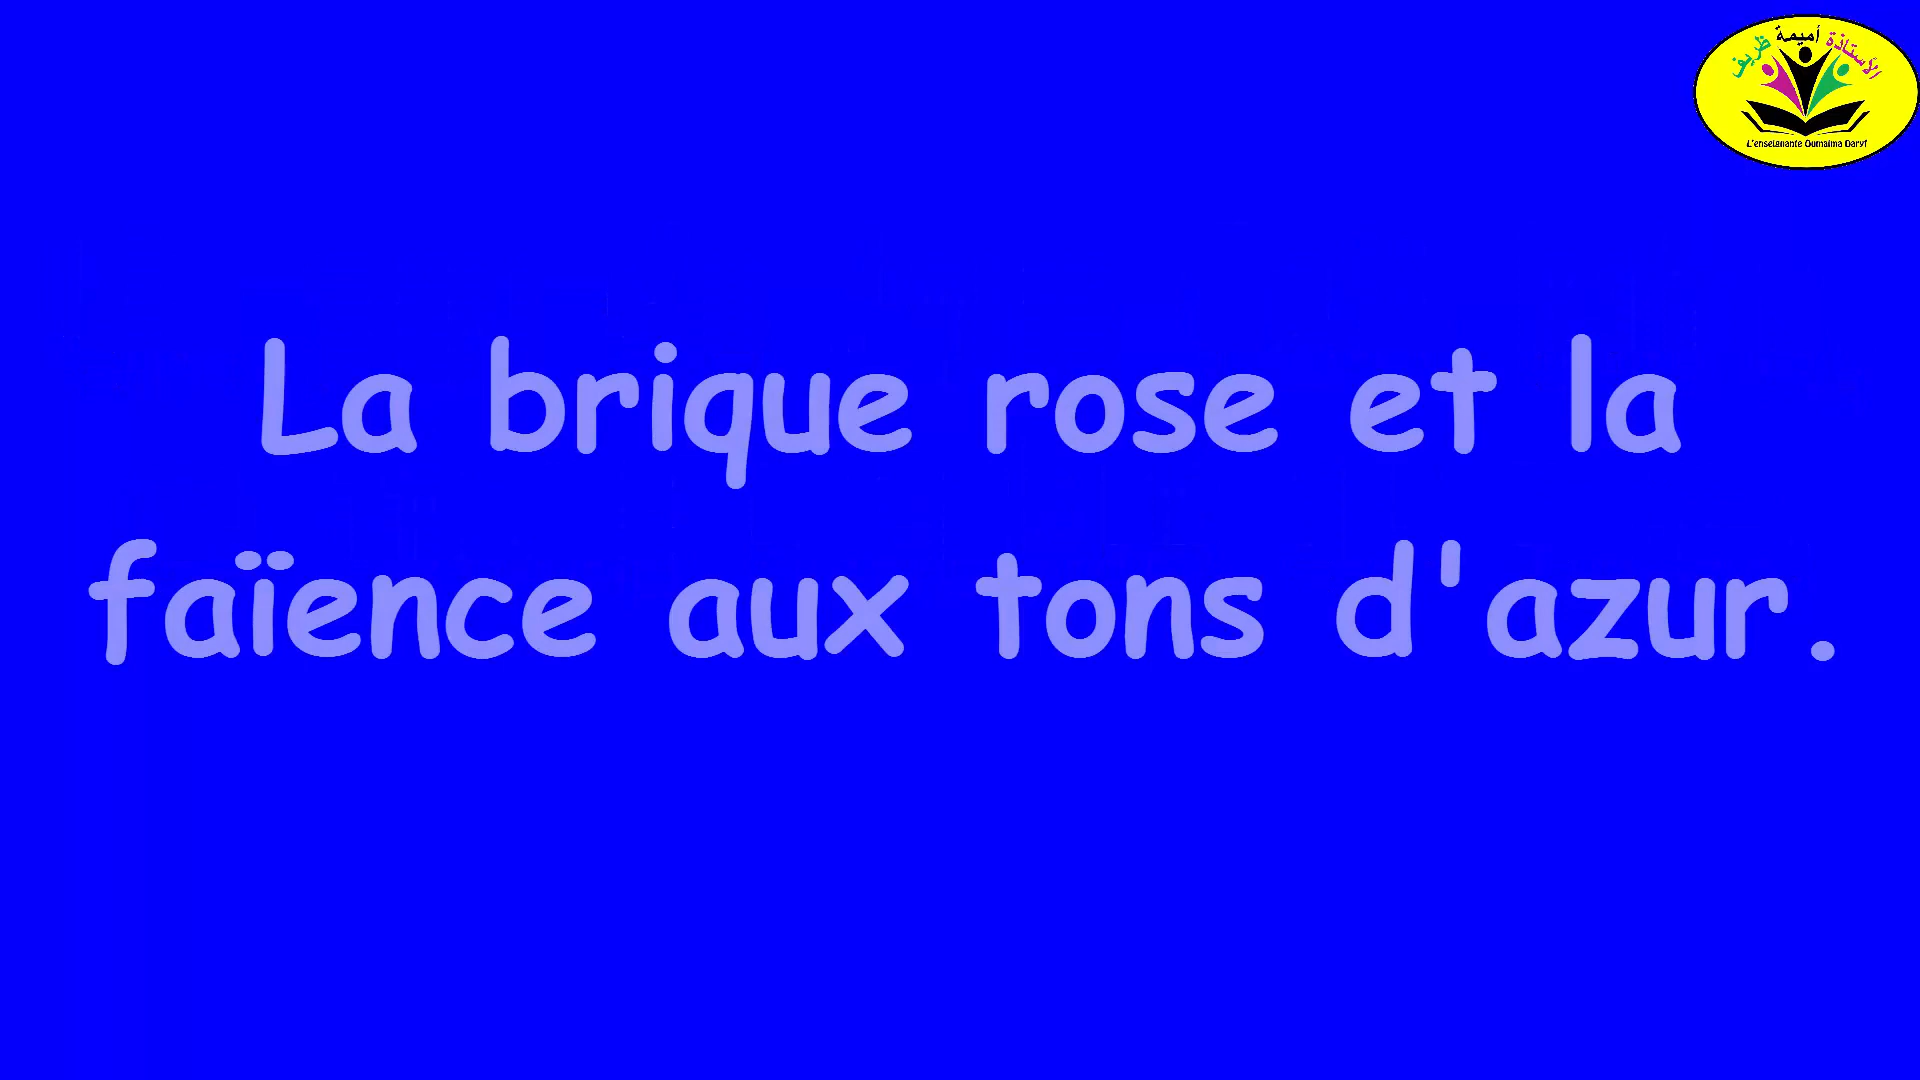 الأستاذة أميمة ظريف
L'enseignante Oumaima Daryf
La brique rose et la
faïence aux tons d'azur.